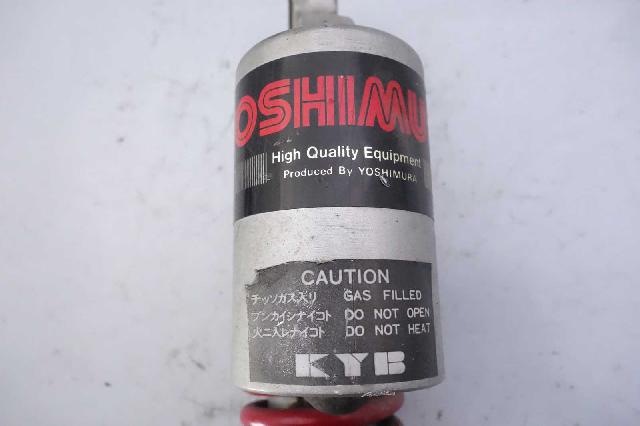 OSHIMU
High Quality Equipment
Produced By YOSHIMURA
CAUTION
チッソガス入リ GAS FILLED
ブンカイシナイコト DO NOT OPEN
火ニ入レナイコト DO NOT HEAT
KYB